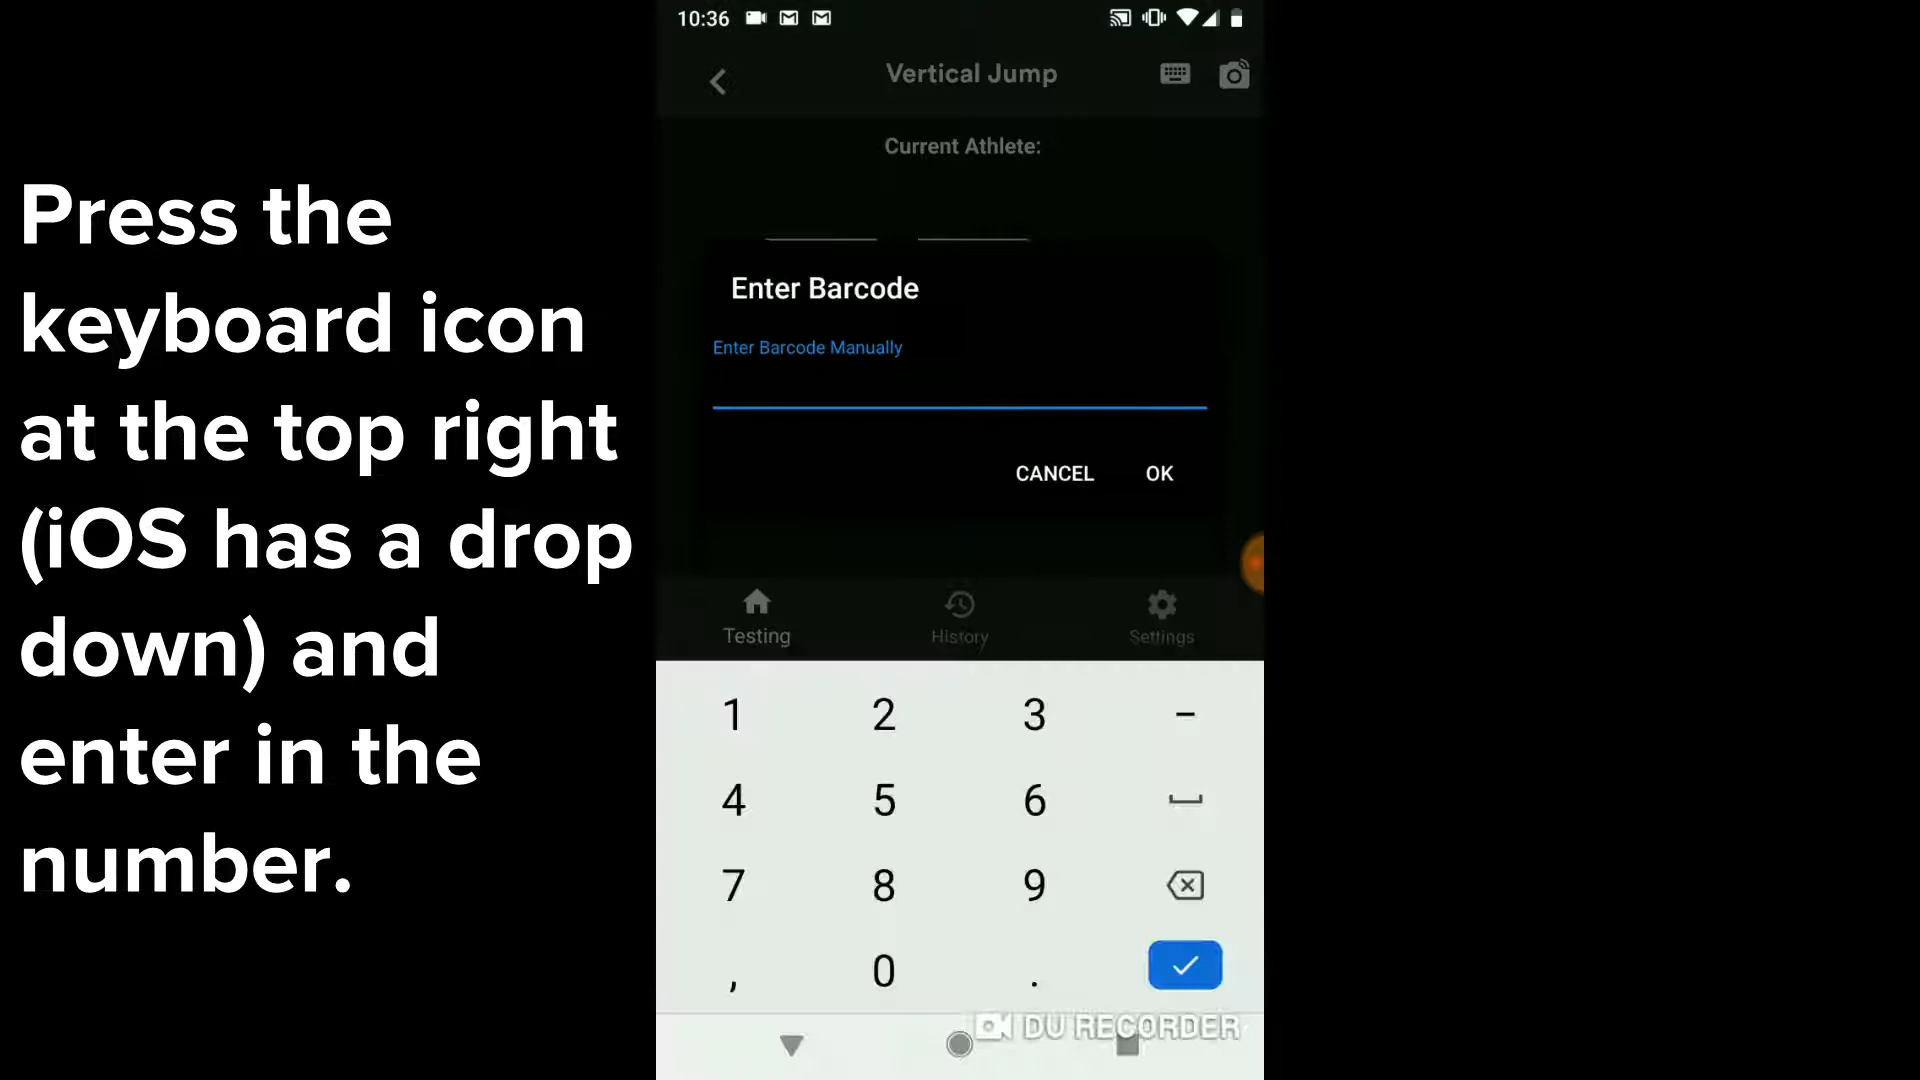 Press the
keyboard icon
at the top right
(iOS has a drop
down) and
enter in the
number.
10:36
Vertical Jump
Current Athlete:
Enter Barcode
Enter Barcode Manually
CANCEL OK
Testing History Settings
1 2 3 -
4 5 6
7 8 9
, 0 .
DU RECORDER